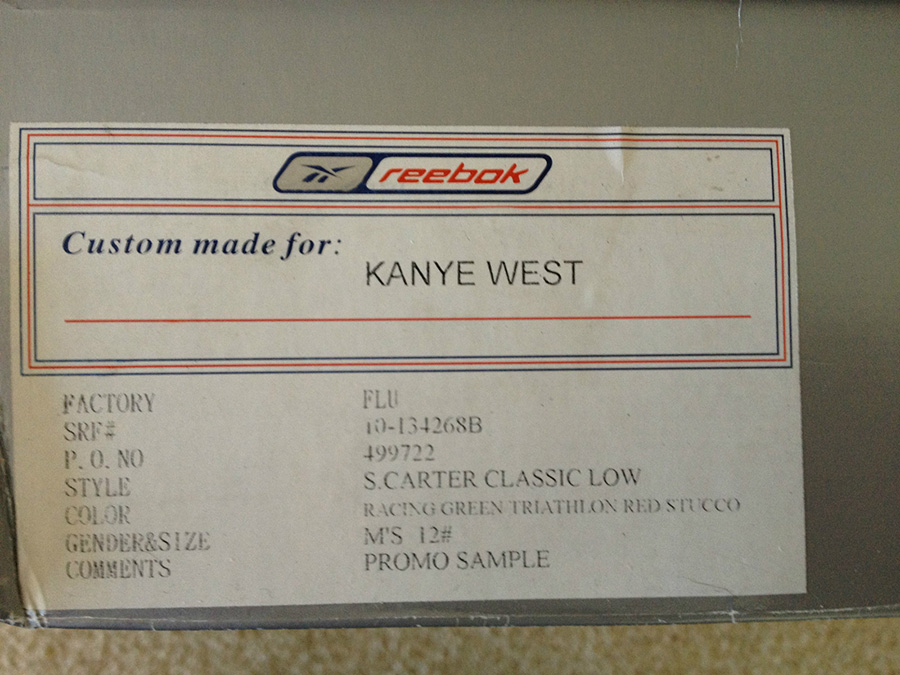 reebok
Custom made for:
KANYE WEST
FACTORY FLU
SRF# 10-134268B
P. O. NO 499722
STYLE S.CARTER CLASSIC LOW
COLOR RACING GREEN TRIATHLON RED STUCCO
GENDER&SIZE M'S 12#
COMMENTS PROMO SAMPLE